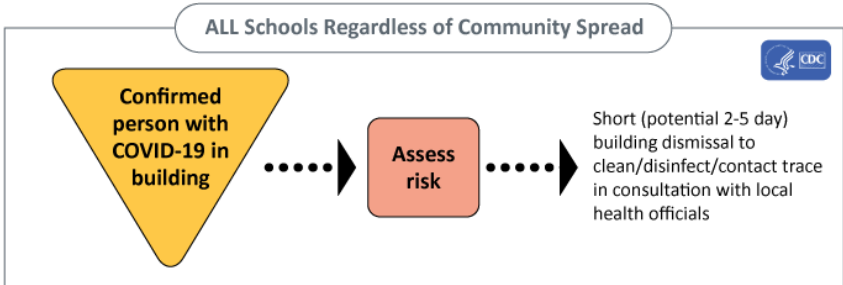 ALL Schools Regardless of Community Spread
CDC
Confirmed
person with
COVID-19 in
building
Assess
risk
Short (potential 2-5 day)
building dismissal to
clean/disinfect/contact trace
in consultation with local
health officials